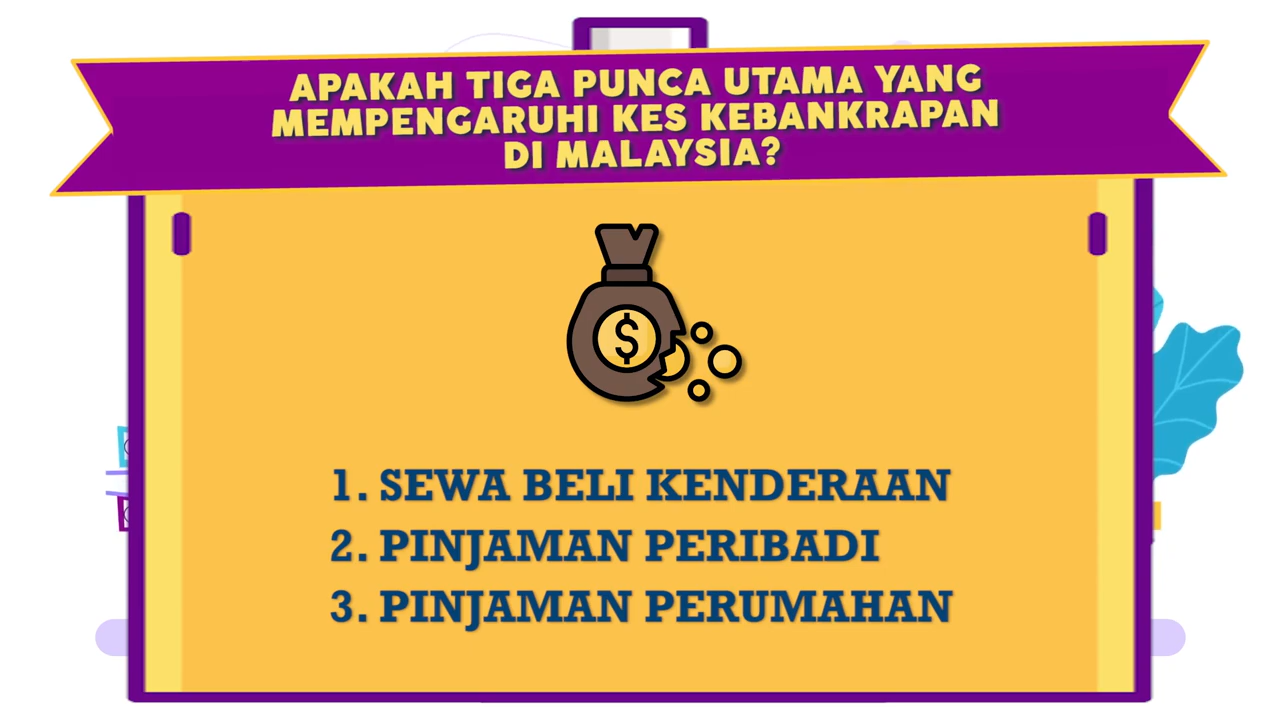 APAKAH TIGA PUNCA UTAMA YANG
MEMPENGARUHI KES KEBANKRAPAN
DI MALAYSIA?
$
1. SEWA BELI KENDERAAN
2. PINJAMAN PERIBADI
3. PINJAMAN PERUMAHAN